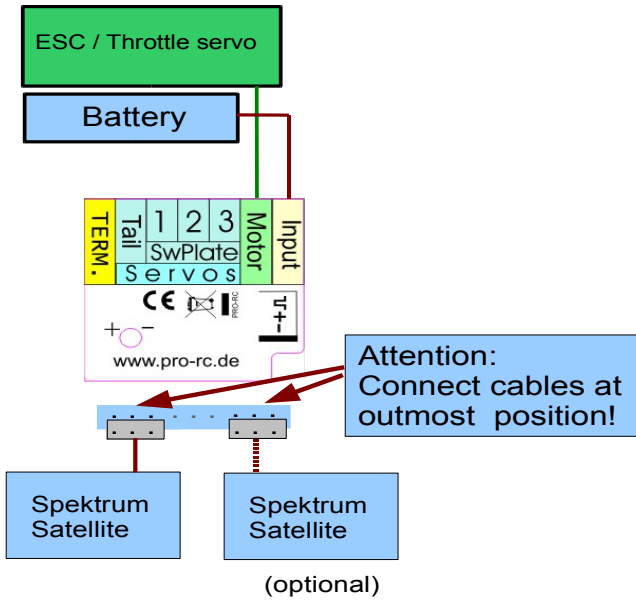 ESC / Throttle servo
Battery
TERM.
Tail
1 2 3
SwPlate
Servos
Motor
Input
CE
PRO-RC
+ -
+ -
www.pro-rc.de
Attention:
Connect cables at
outmost position!
Spektrum
Satellite
Spektrum
Satellite
(optional)